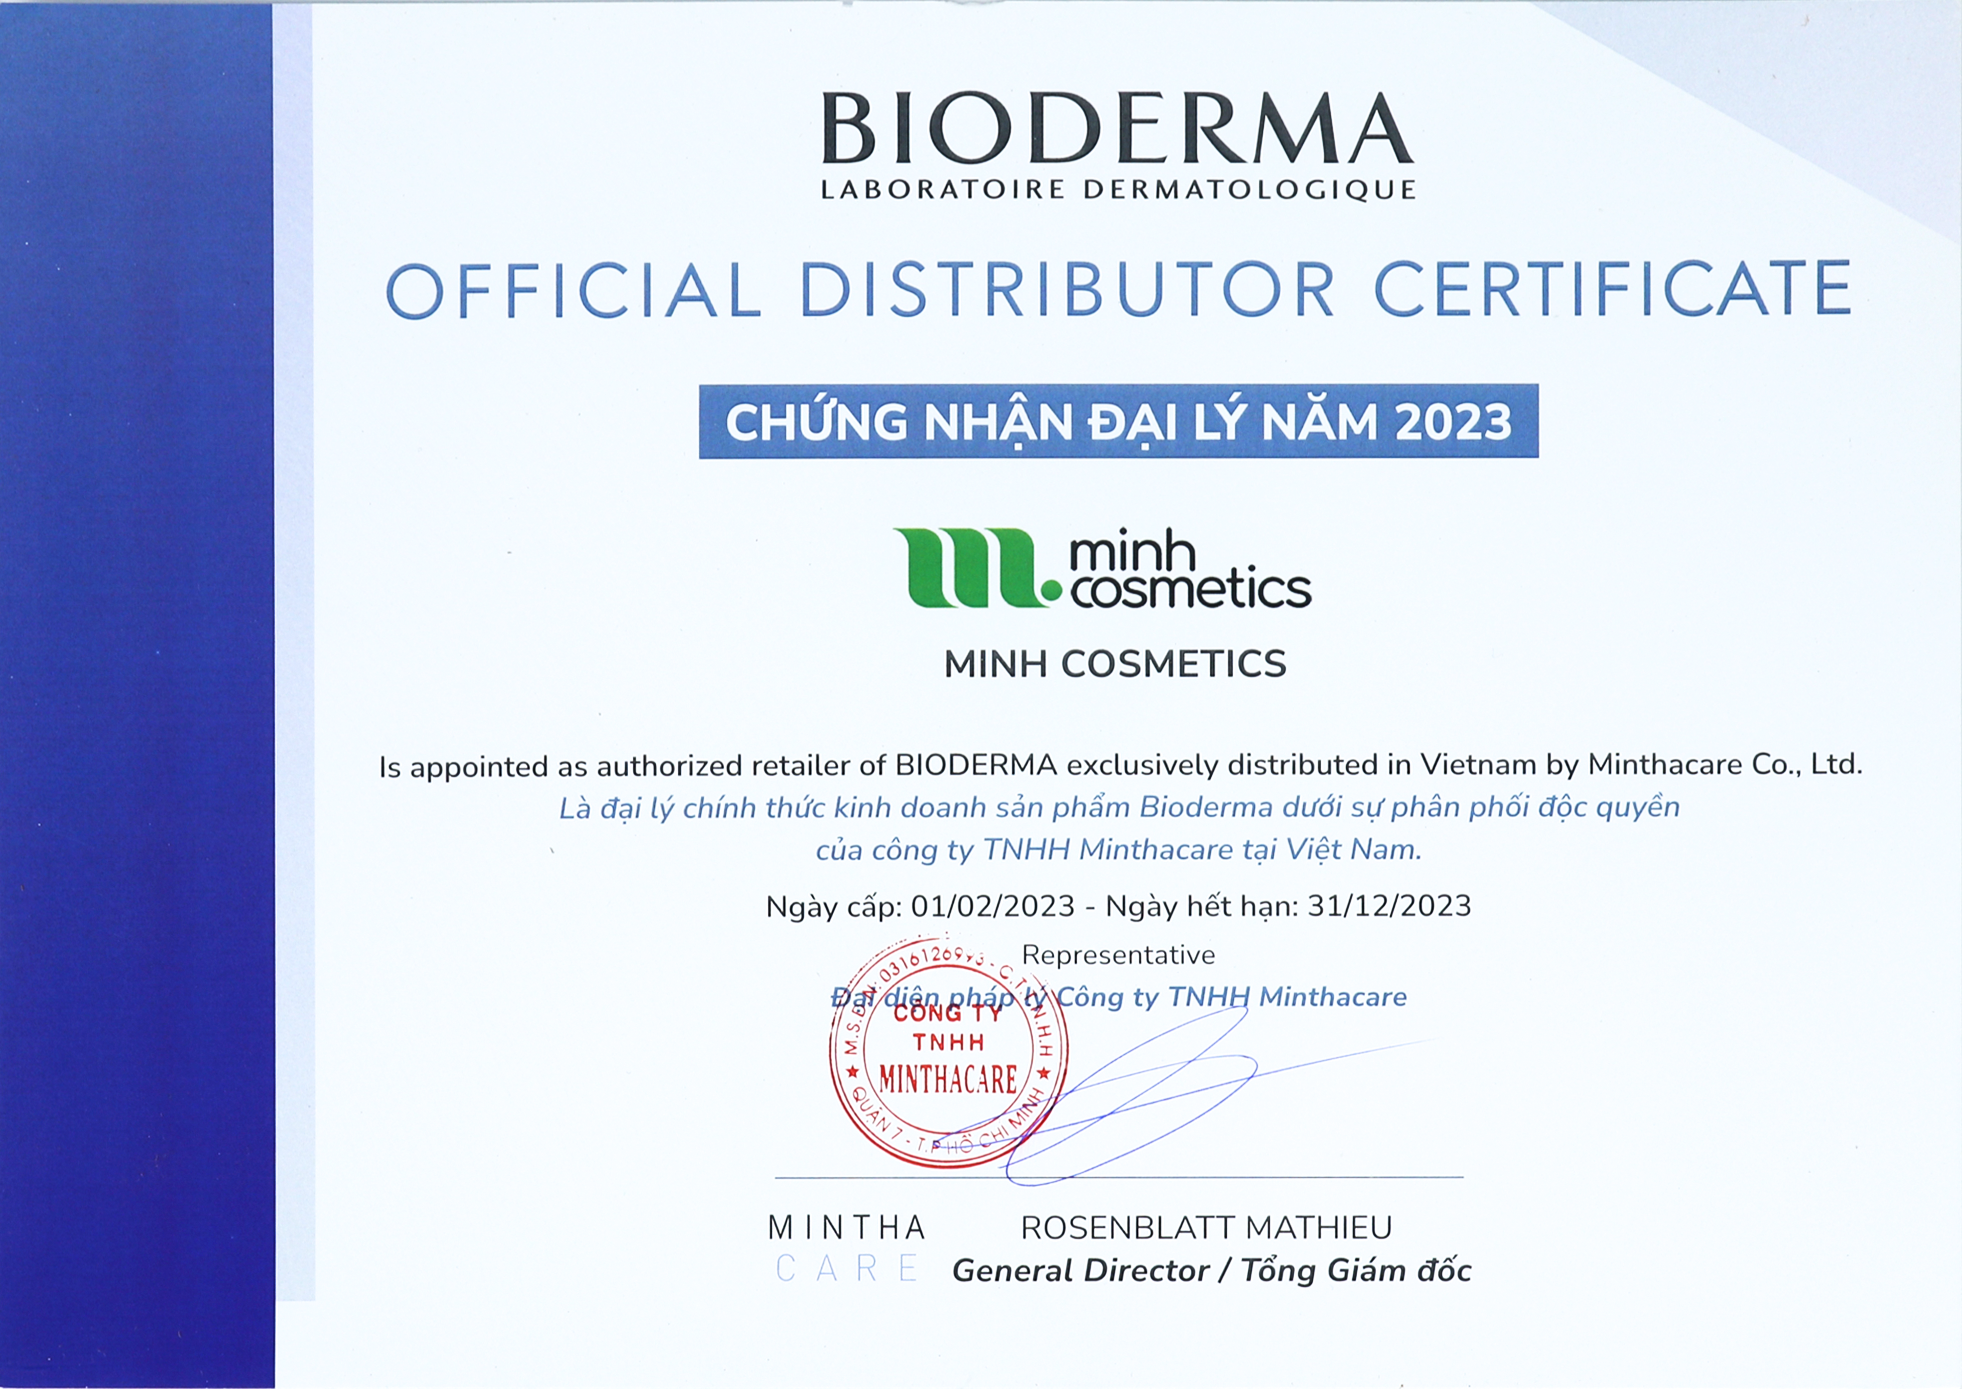 BIODERMA
LABORATOIRE DERMATOLOGIQUE
OFFICIAL DISTRIBUTOR CERTIFICATE
CHỨNG NHẬN ĐẠI LÝ NĂM 2023
minh
cosmetics
MINH COSMETICS
Is appointed as authorized retailer of BIODERMA exclusively distributed in Vietnam by Minthacare Co., Ltd.
Là đại lý chính thức kinh doanh sản phẩm Bioderma dưới sự phân phối độc quyền
của công ty TNHH Minthacare tại Việt Nam.
Ngày cấp: 01/02/2023 - Ngày hết hạn: 31/12/2023
Representative
Đại diện pháp lý Công ty TNHH Minthacare
M.S.D.N: 0316126993 - C.T.T.N.H.H
CÔNG TY
TNHH
MINTHACARE
QUẬN 7 - T.P HỒ CHÍ MINH
MINTHA
CARE
ROSENBLATT MATHIEU
General Director / Tổng Giám đốc